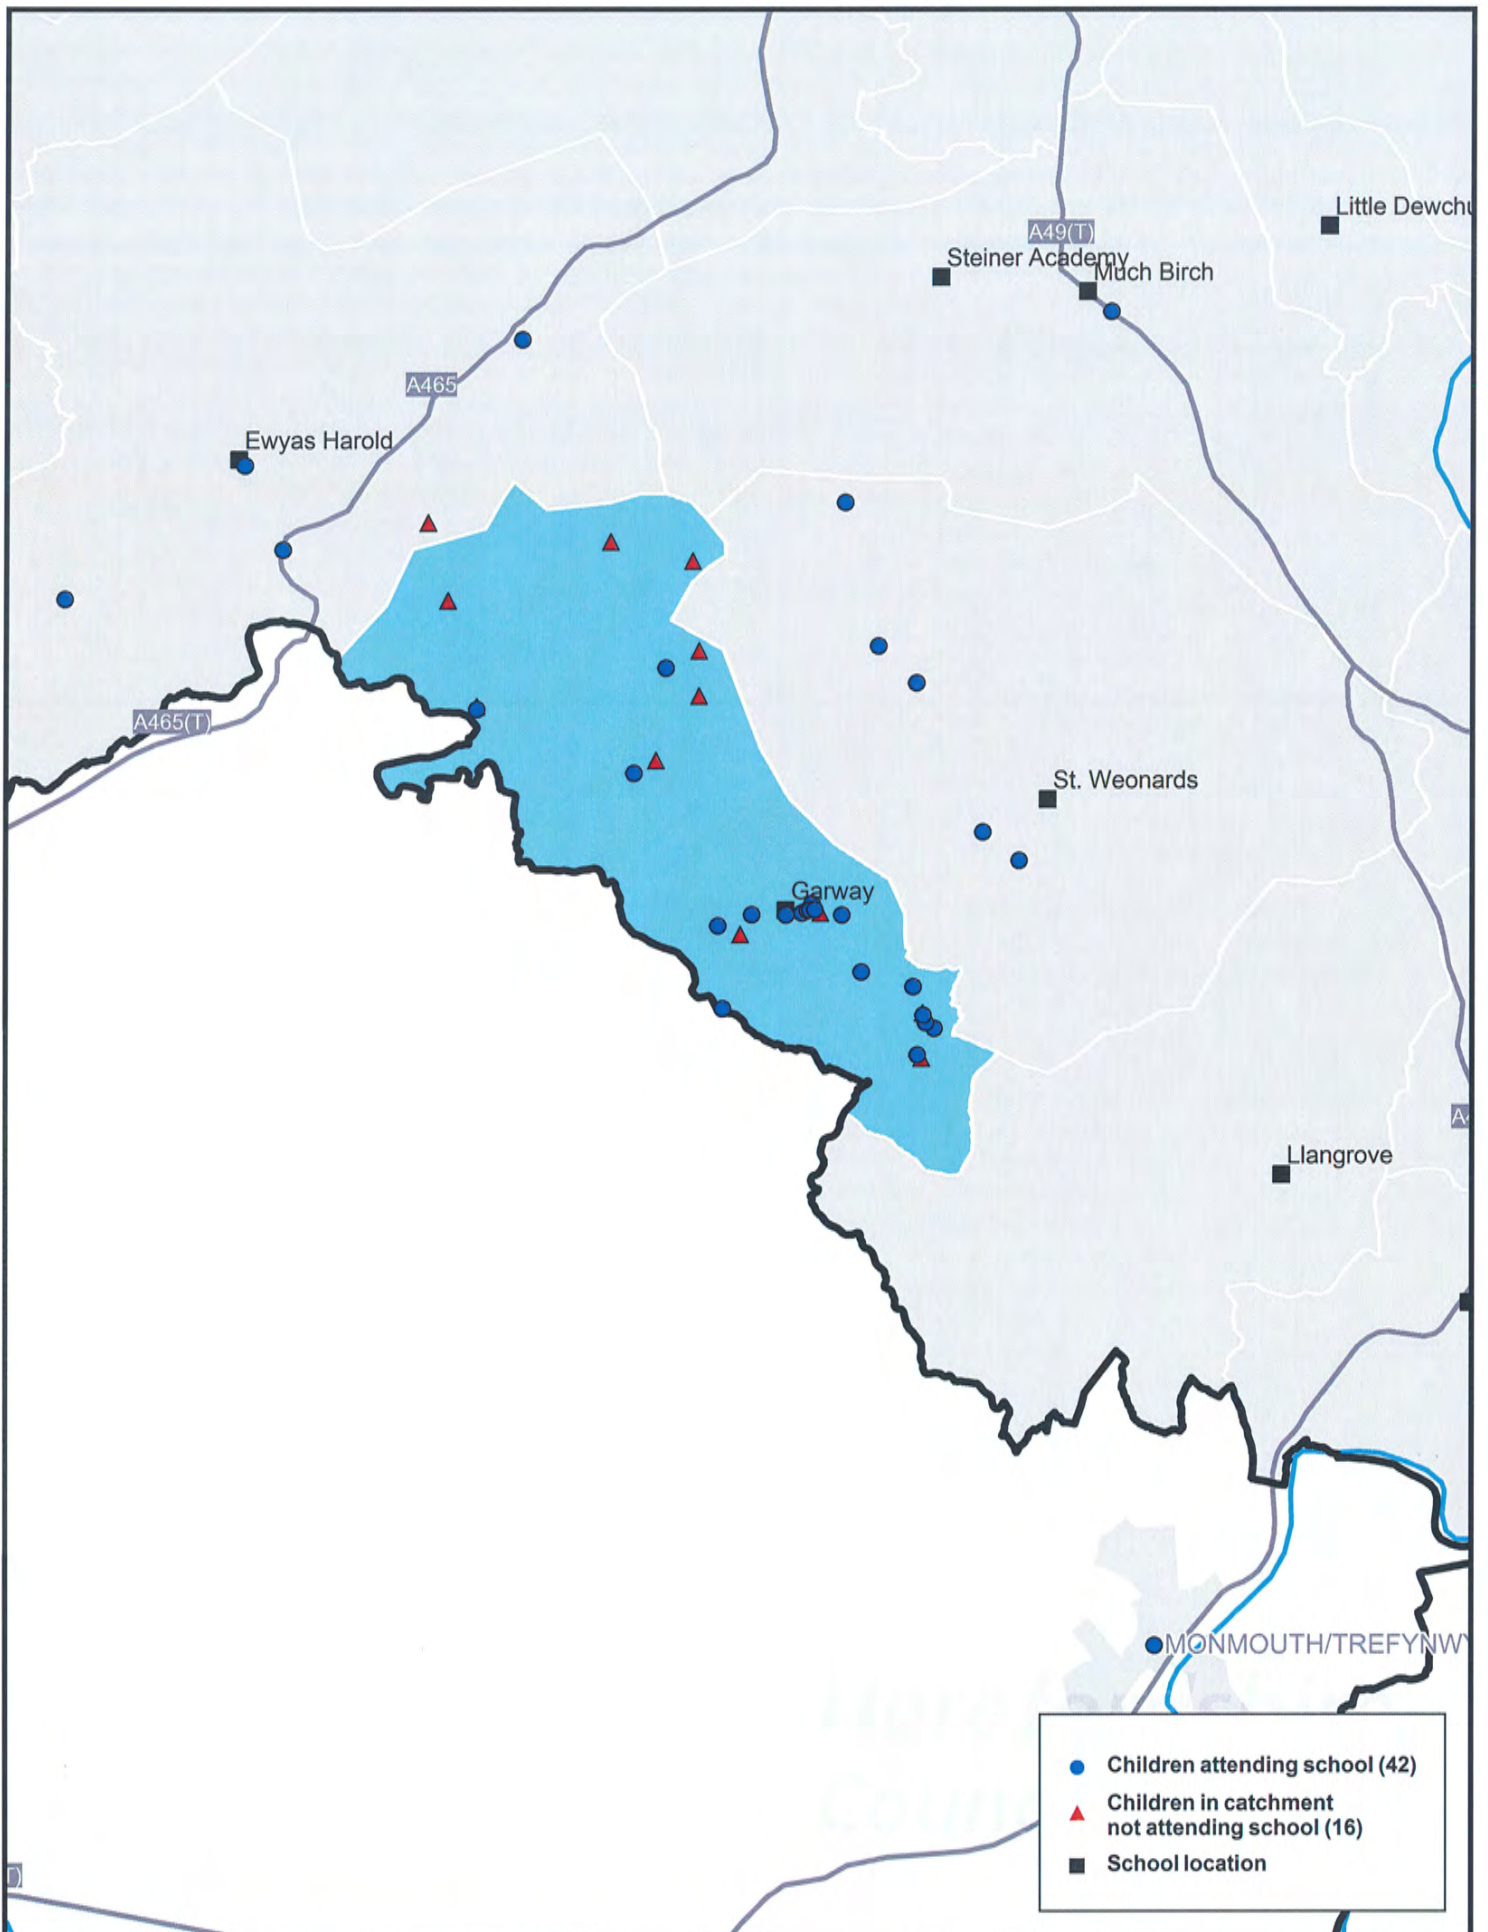 Little Dewchu
A49(T)
Steiner Academy
Much Birch
A465
Ewyas Harold
A465(T)
St. Weonards
Garway
Llangrove
MONMOUTH/TREFYNWY
Children attending school (42)
Children in catchment
not attending school (16)
School location